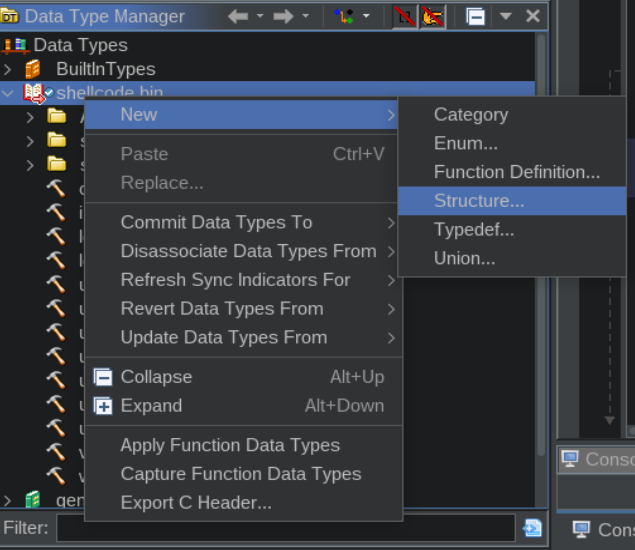 Data Type Manager
Data Types
BuiltInTypes
shellcode.bin
New
Paste Ctrl+V
Replace...
Commit Data Types To
Disassociate Data Types From
Refresh Sync Indicators For
Revert Data Types From
Update Data Types From
Collapse Alt+Up
Expand Alt+Down
Apply Function Data Types
Capture Function Data Types
Export C Header...
Category
Enum...
Function Definition...
Structure...
Typedef...
Union...
gen
Filter:
Conso
Cons